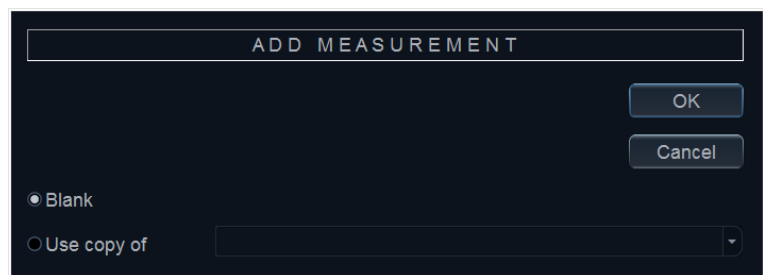 ADD MEASUREMENT
OK
Cancel
Blank
Use copy of